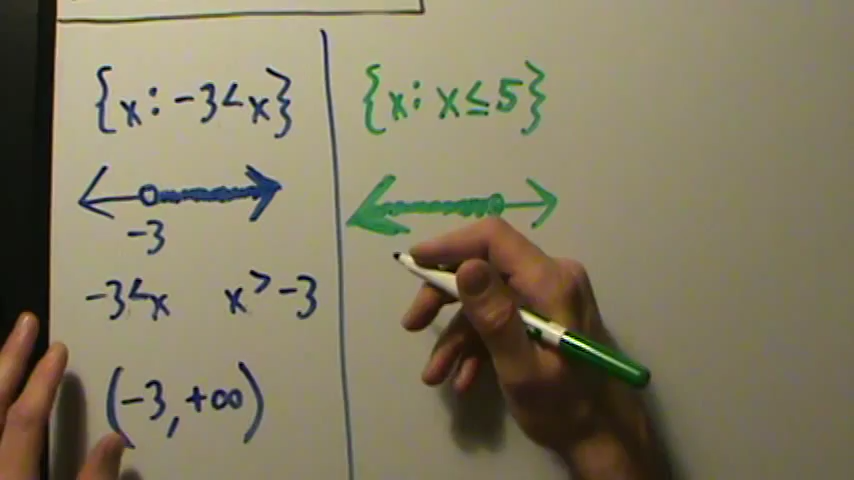 {x: -3<x}
-3
-3<x x>-3
(-3, +∞)
{x: x≤5}